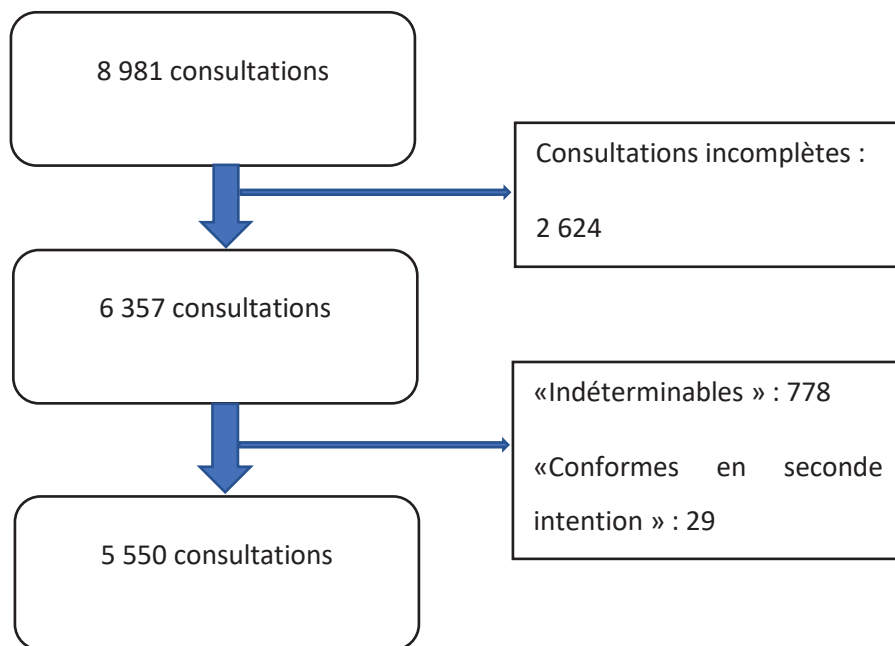 8 981 consultations
Consultations incomplètes :
2 624
6 357 consultations
«Indéterminables » : 778
«Conformes en seconde
intention » : 29
5 550 consultations